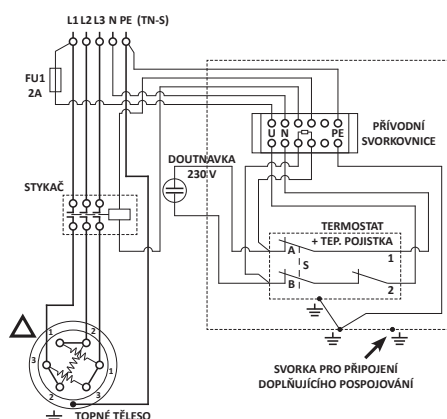 L1 L2 L3 N PE (TN-S)
FU1
2A
U N PE
PŘÍVODNÍ
SVORKOVNICE
DOUTNAVKA
230 V
STYKAČ
TERMOSTAT
+ TEP. POJISTKA
A
1
S
B
2
1
2
3
3
1
2
TOPNÉ TĚLESO
SVORKA PRO PŘIPOJENÍ
DOPLŇUJÍCÍHO POSPOJOVÁNÍ